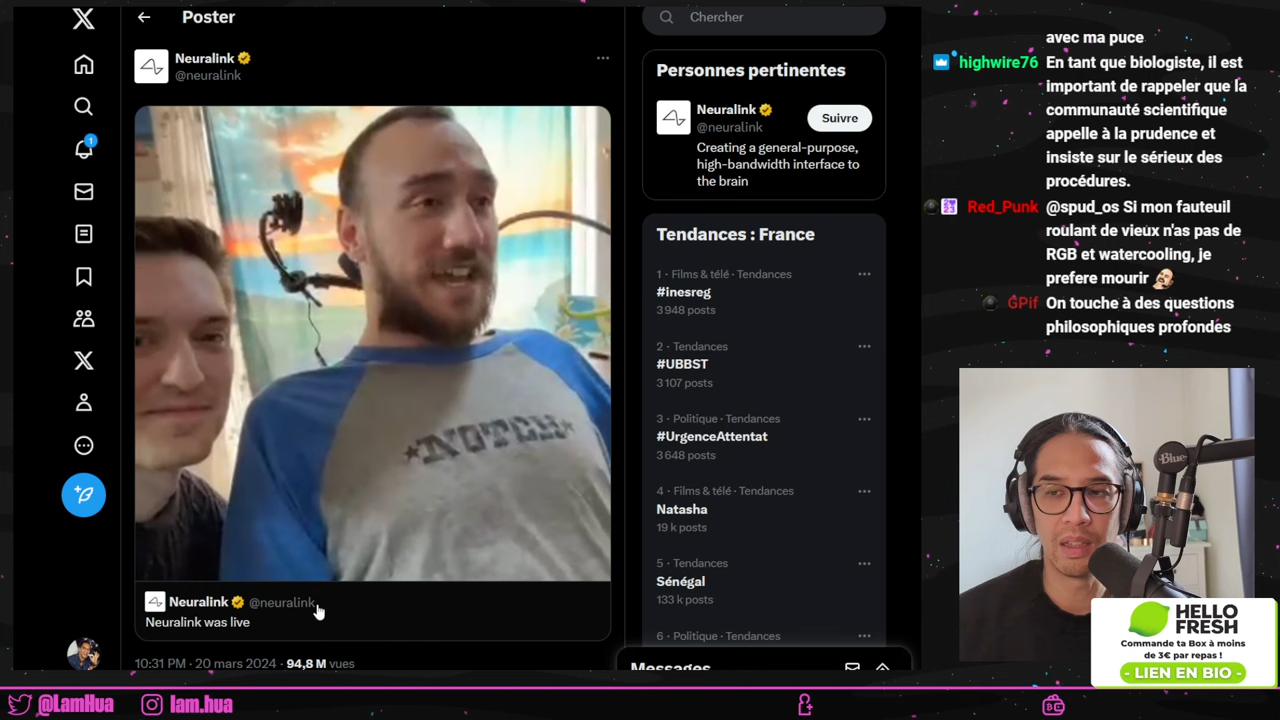 Poster
Neuralink
@neuralink
NOTCH
Neuralink @neuralink
Neuralink was live
10:31 PM · 20 mars 2024 · 94,8 M vues
Chercher
Personnes pertinentes
Neuralink
@neuralink
Suivre
Creating a general-purpose,
high-bandwidth interface to
the brain
Tendances : France
1 · Films & télé · Tendances
#inesreg
3 948 posts
2 · Tendances
#UBBST
3 107 posts
3 · Politique · Tendances
#UrgenceAttentat
3 648 posts
4 · Films & télé · Tendances
Natasha
19 k posts
5 · Tendances
Sénégal
133 k posts
6 · Politique · Tendances
Messages
1
avec ma puce
highwire76 En tant que biologiste, il est
important de rappeler que la
communauté scientifique
appelle à la prudence et
insiste sur le sérieux des
procédures.
Red_Punk @spud_os Si mon fauteuil
roulant de vieux n'as pas de
RGB et watercooling, je
prefere mourir
GPif On touche à des questions
philosophiques profondes
Blue
HELLO
FRESH
Commande ta Box à moins
de 3€ par repas !
- LIEN EN BIO -
@LamHua
lam.hua